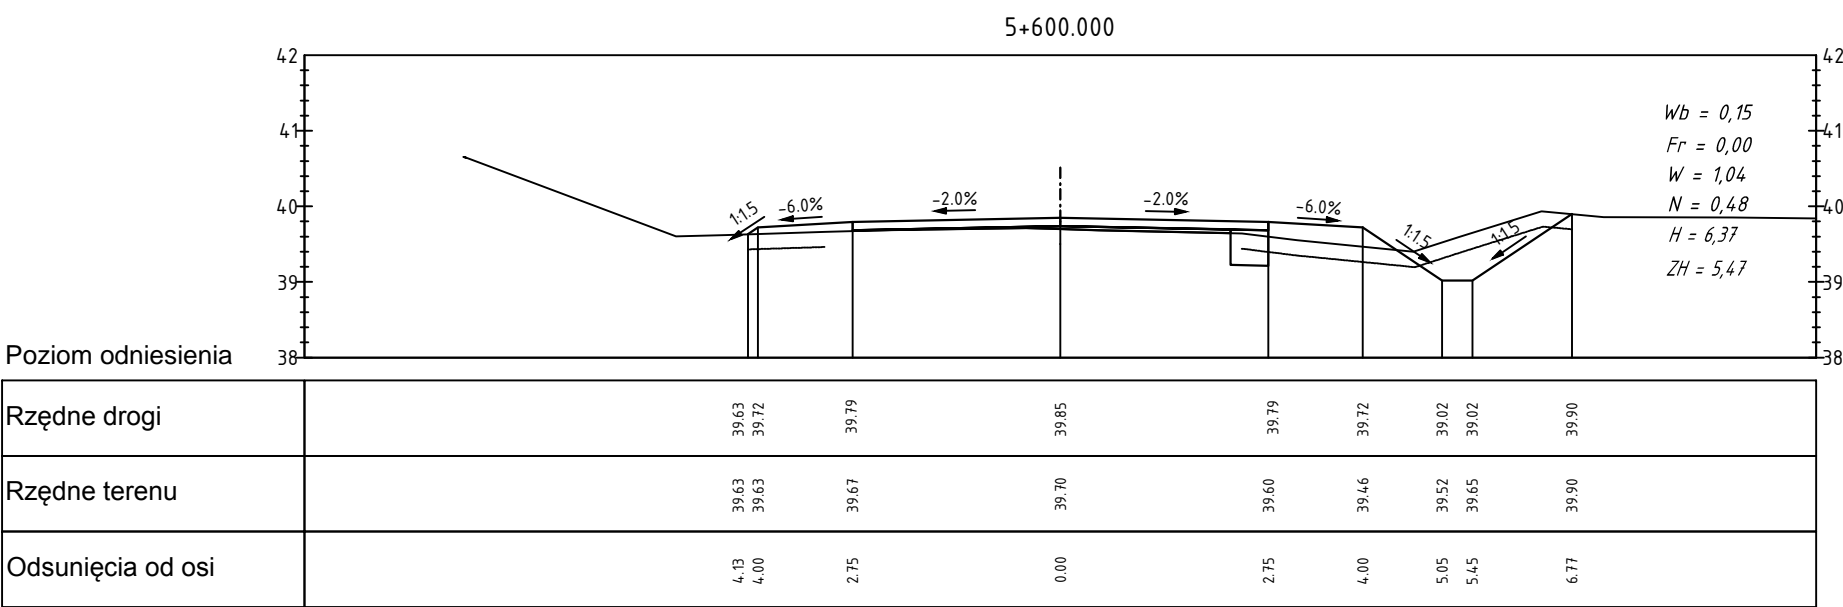 5+600.000
42 42
41 41
40 40
39 39
38 38
Wb = 0,15
Fr = 0,00
W = 1,04
N = 0,48
H = 6,37
ZH = 5,47
1:1.5 -6.0% -2.0% -2.0% -6.0% 1:1.5 1:1.5
Poziom odniesienia
Rzędne drogi 39.63 39.72 39.79 39.85 39.79 39.72 39.02 39.02 39.90
Rzędne terenu 39.63 39.63 39.67 39.70 39.60 39.46 39.52 39.65 39.90
Odsunięcia od osi 4.13 4.00 2.75 0.00 2.75 4.00 5.05 5.45 6.77